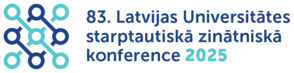 83. Latvijas Universitātes
starptautiskā zinātniskā
konference 2025